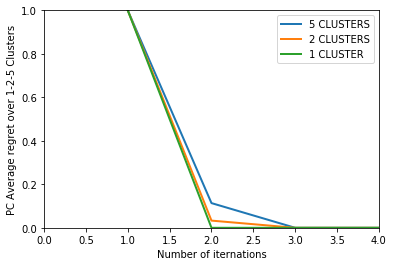 5 CLUSTERS
2 CLUSTERS
1 CLUSTER
PC Average regret over 1-2-5 Clusters
1.0
0.8
0.6
0.4
0.2
0.0
0.0 0.5 1.0 1.5 2.0 2.5 3.0 3.5 4.0
Number of iternations